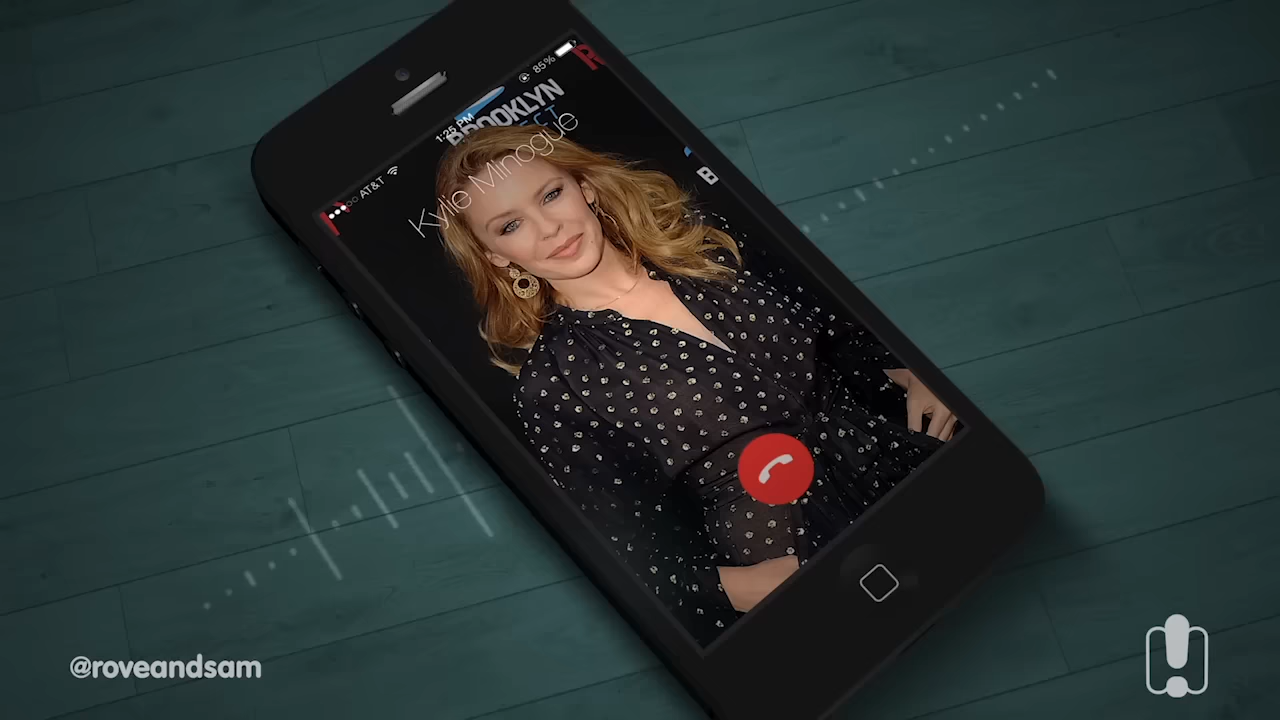 AT&T
1:25 PM
85%
BROOKLYN
Kylie Minogue
B
@roveandsam